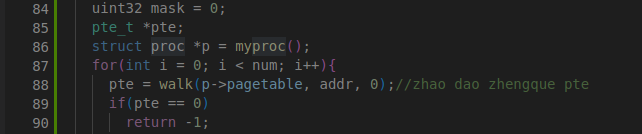 84 uint32 mask = 0;
85 pte_t *pte;
86 struct proc *p = myproc();
87 for(int i = 0; i < num; i++){
88 pte = walk(p->pagetable, addr, 0);//zhao dao zhengque pte
89 if(pte == 0)
90 return -1;